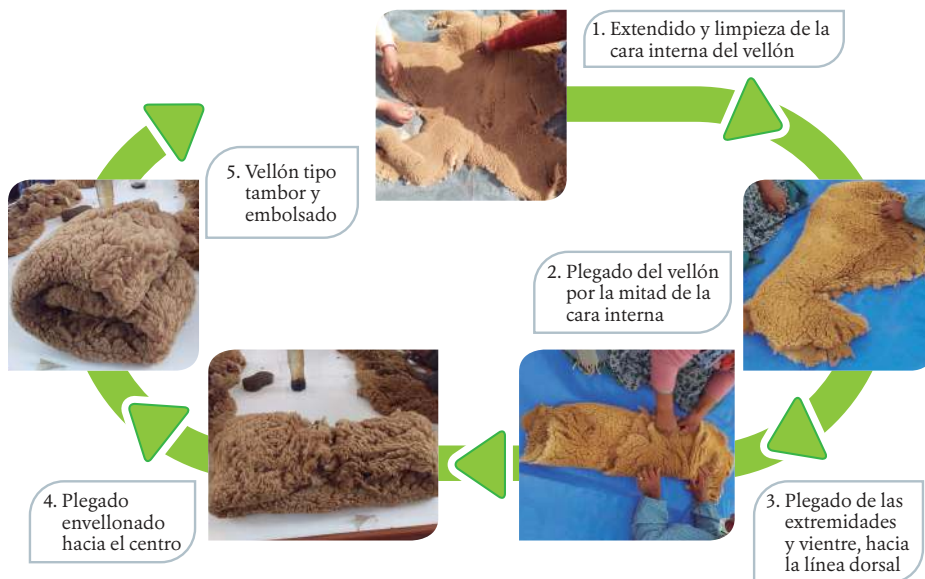 1. Extendido y limpieza de la
cara interna del vellón
2. Plegado del vellón
por la mitad de la
cara interna
3. Plegado de las
extremidades
y vientre, hacia
la línea dorsal
4. Plegado
envellonado
hacia el centro
5. Vellón tipo
tambor y
embolsado